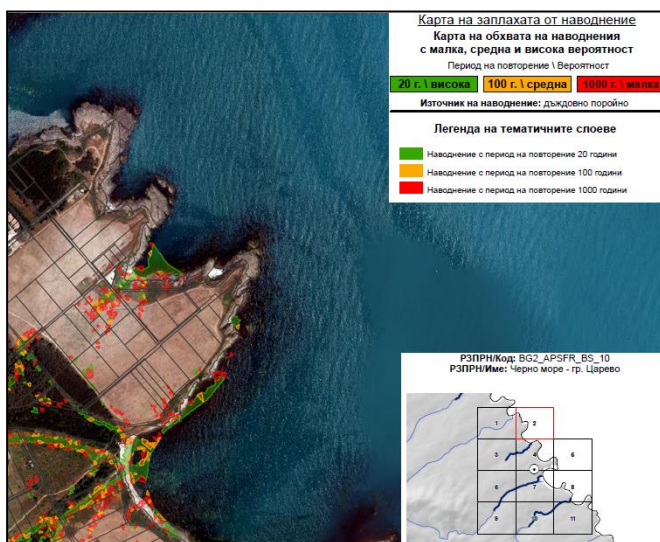 Карта на заплахата от наводнение
Карта на обхвата на наводнения
с малка, средна и висока вероятност
Период на повторение \ Вероятност
20 г. \ висока 100 г. \ средна 1000 г. \ малка
Източник на наводнение: дъждовно поройно
Легенда на тематичните слоеве
Наводнение с период на повторение 20 години
Наводнение с период на повторение 100 години
Наводнение с период на повторение 1000 години
РЗПРН/Код: BG2_APSFR_BS_10
РЗПРН/Име: Черно море - гр. Царево
1 2
3 4 5
6 7 8
9 10 11